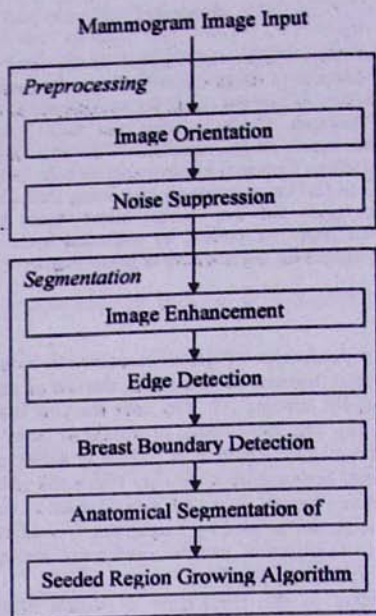 Mammogram Image Input
Preprocessing
Image Orientation
Noise Suppression
Segmentation
Image Enhancement
Edge Detection
Breast Boundary Detection
Anatomical Segmentation of
Seeded Region Growing Algorithm